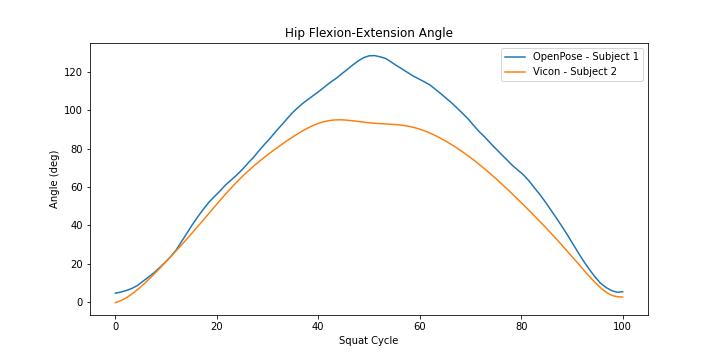 Hip Flexion-Extension Angle
OpenPose - Subject 1
Vicon - Subject 2
120
100
80
60
40
20
0
Angle (deg)
0 20 40 60 80 100
Squat Cycle